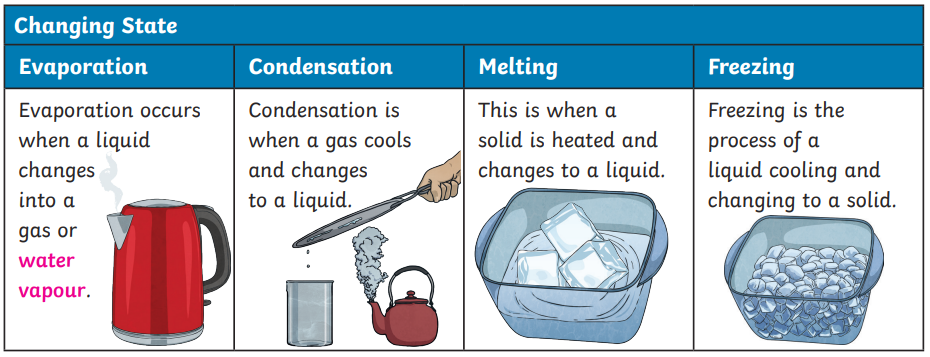 Changing State
Evaporation
Evaporation occurs
when a liquid
changes
into a
gas or
water
vapour.
Condensation
Condensation is
when a gas cools
and changes
to a liquid.
Melting
This is when a
solid is heated and
changes to a liquid.
Freezing
Freezing is the
process of a
liquid cooling and
changing to a solid.